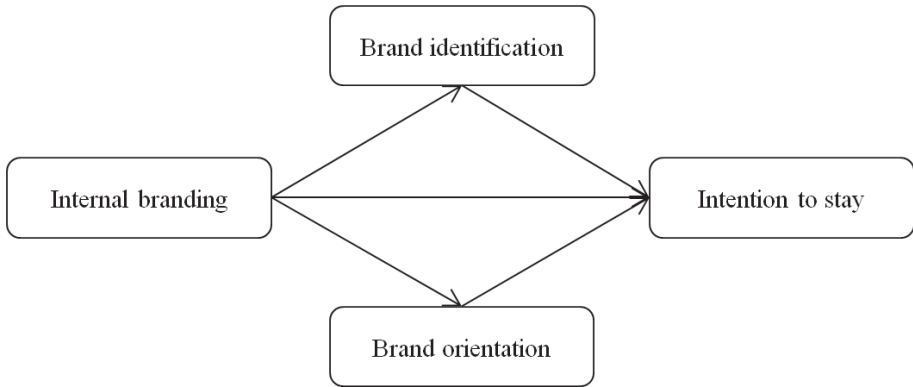 Brand identification
Internal branding
Intention to stay
Brand orientation